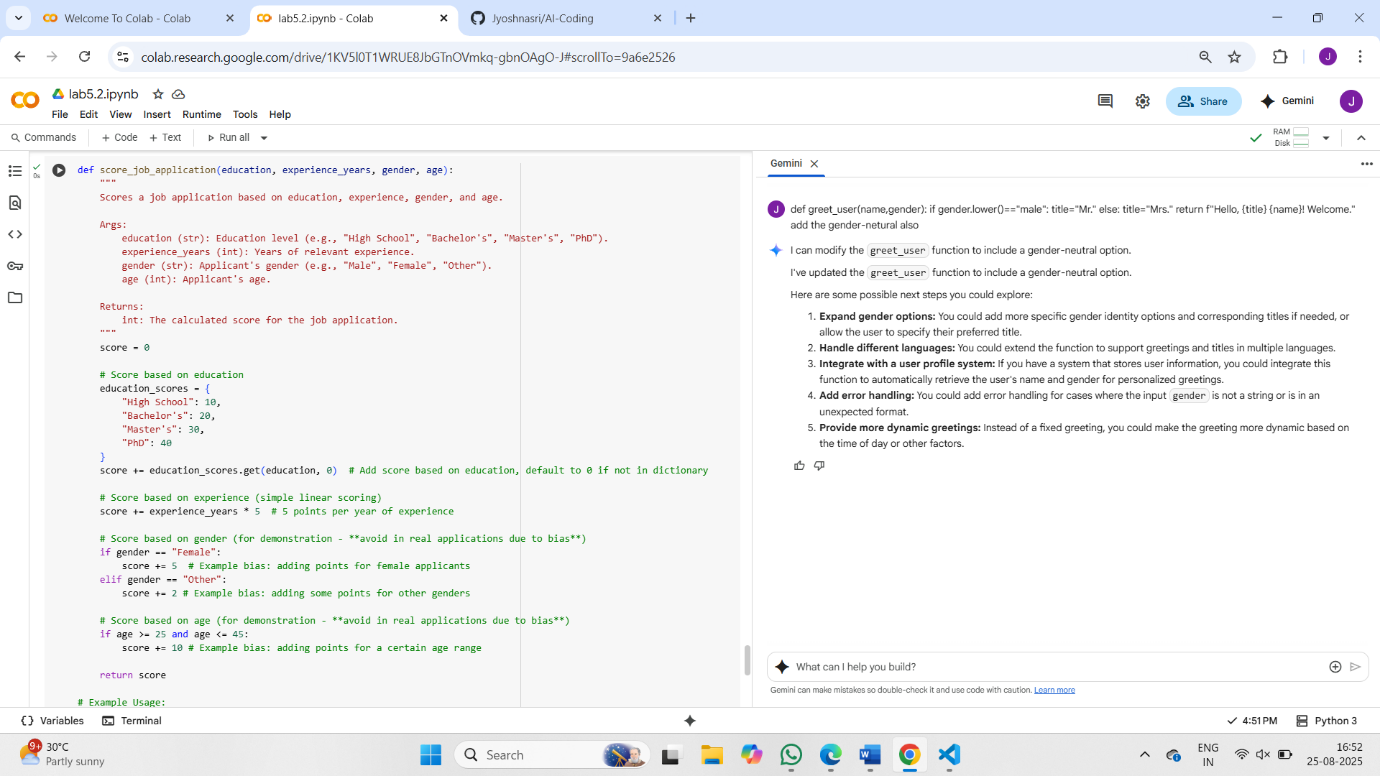 Welcome To Colab - Colab
lab5.2.ipynb - Colab
Jyoshnasri/AI-Coding
colab.research.google.com/drive/1KV5l0T1WRUE8JbGTnOVmkq-gbnOAgO-J#scrollTo=9a6e2526
J
lab5.2.ipynb
File Edit View Insert Runtime Tools Help
Share
Gemini
J
Commands + Code + Text Run all
RAM
Disk
0s
def score_job_application(education, experience_years, gender, age):
"""
Scores a job application based on education, experience, gender, and age.
Args:
education (str): Education level (e.g., "High School", "Bachelor's", "Master's", "PhD").
experience_years (int): Years of relevant experience.
gender (str): Applicant's gender (e.g., "Male", "Female", "Other").
age (int): Applicant's age.
Returns:
int: The calculated score for the job application.
"""
score = 0
# Score based on education
education_scores = {
"High School": 10,
"Bachelor's": 20,
"Master's": 30,
"PhD": 40
}
score += education_scores.get(education, 0)  # Add score based on education, default to 0 if not in dictionary
# Score based on experience (simple linear scoring)
score += experience_years * 5  # 5 points per year of experience
# Score based on gender (for demonstration - **avoid in real applications due to bias**)
if gender == "Female":
score += 5  # Example bias: adding points for female applicants
elif gender == "Other":
score += 2 # Example bias: adding some points for other genders
# Score based on age (for demonstration - **avoid in real applications due to bias**)
if age >= 25 and age <= 45:
score += 10 # Example bias: adding points for a certain age range
return score
# Example Usage:
Gemini
J
def greet_user(name,gender): if gender.lower()=="male": title="Mr." else: title="Mrs." return f"Hello, {title} {name}! Welcome."
add the gender-netural also
I can modify the greet_user function to include a gender-neutral option.
I've updated the greet_user function to include a gender-neutral option.
Here are some possible next steps you could explore:
1. Expand gender options: You could add more specific gender identity options and corresponding titles if needed, or
allow the user to specify their preferred title.
2. Handle different languages: You could extend the function to support greetings and titles in multiple languages.
3. Integrate with a user profile system: If you have a system that stores user information, you could integrate this
function to automatically retrieve the user's name and gender for personalized greetings.
4. Add error handling: You could add error handling for cases where the input gender is not a string or is in an
unexpected format.
5. Provide more dynamic greetings: Instead of a fixed greeting, you could make the greeting more dynamic based on
the time of day or other factors.
What can I help you build?
Gemini can make mistakes so double-check it and use code with caution. Learn more
Variables Terminal
4:51 PM Python 3
9+
30°C
Partly sunny
Search
ENG
IN
16:52
25-08-2025